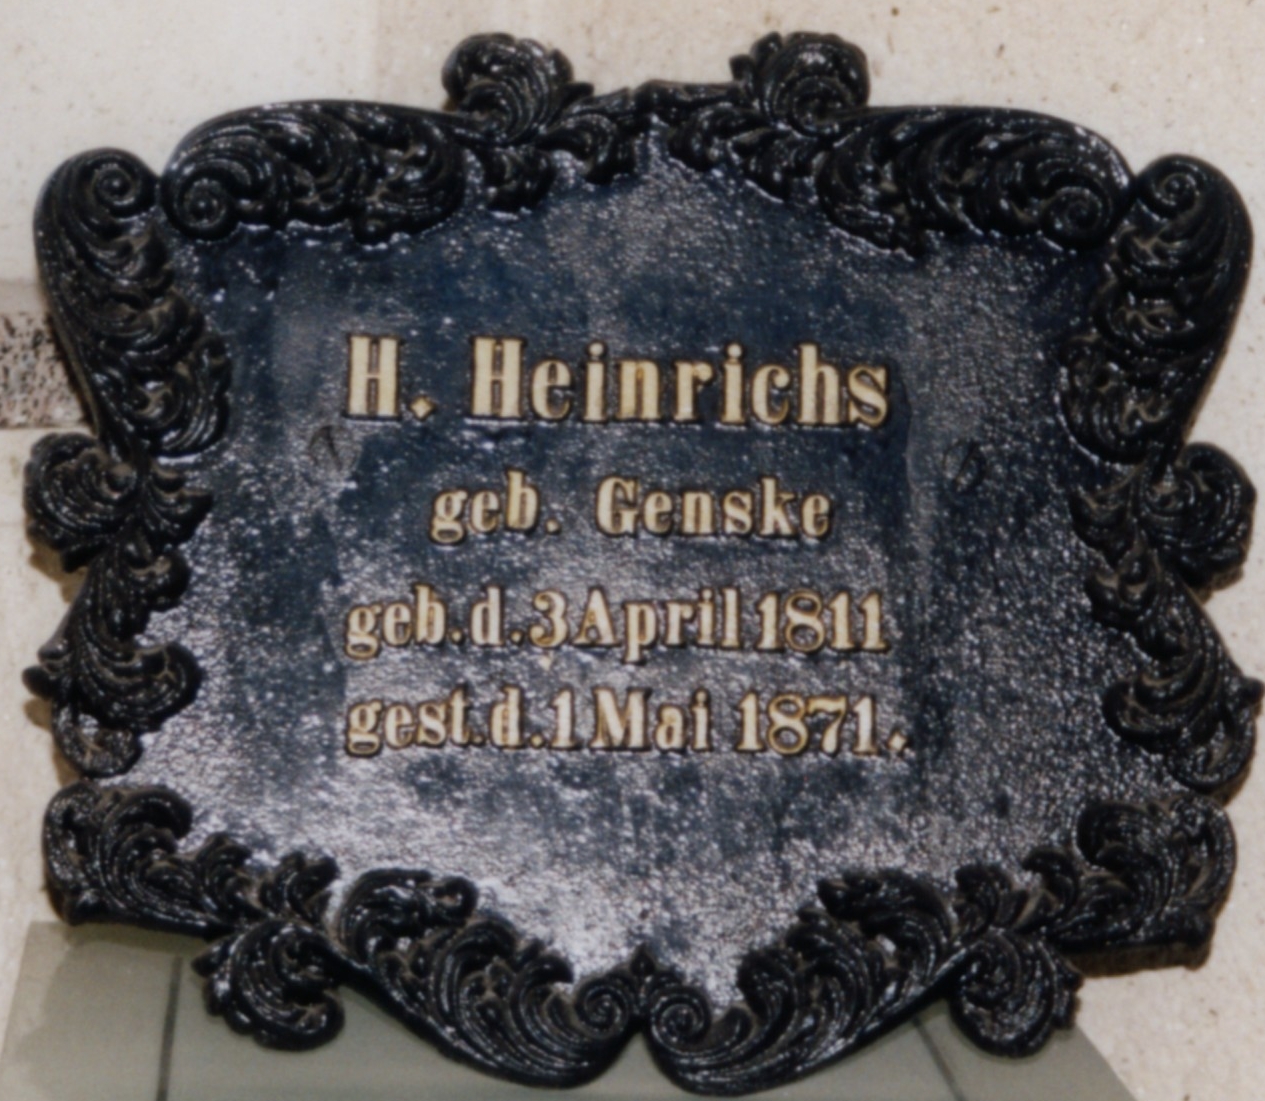 H. Heinrichs
geb. Genske
geb. d. 3 April 1811
gest. d. 1 Mai 1871.